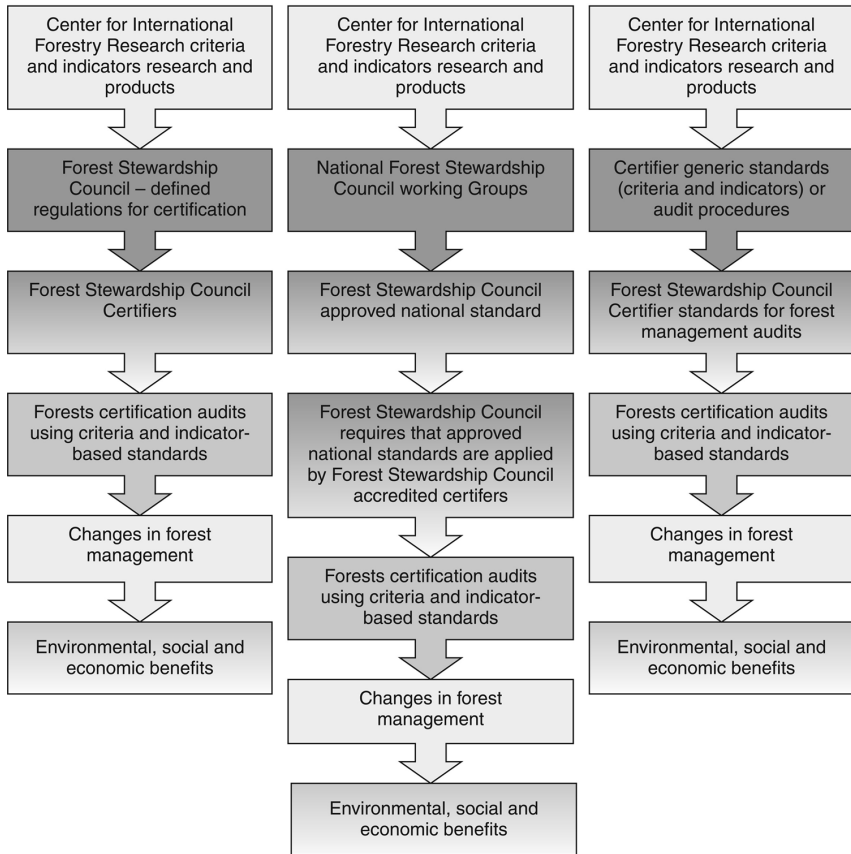 Center for International
Forestry Research criteria
and indicators research and
products
Forest Stewardship
Council – defined
regulations for certification
Forest Stewardship Council
Certifiers
Forests certification audits
using criteria and indicator-
based standards
Changes in forest
management
Environmental, social and
economic benefits
Center for International
Forestry Research criteria
and indicators research and
products
National Forest Stewardship
Council working Groups
Forest Stewardship Council
approved national standard
Forest Stewardship Council
requires that approved
national standards are applied
by Forest Stewardship Council
accredited certifers
Forests certification audits
using criteria and indicator-
based standards
Changes in forest
management
Environmental, social and
economic benefits
Center for International
Forestry Research criteria
and indicators research and
products
Certifier generic standards
(criteria and indicators) or
audit procedures
Forest Stewardship Council
Certifier standards for forest
management audits
Forests certification audits
using criteria and indicator-
based standards
Changes in forest
management
Environmental, social and
economic benefits